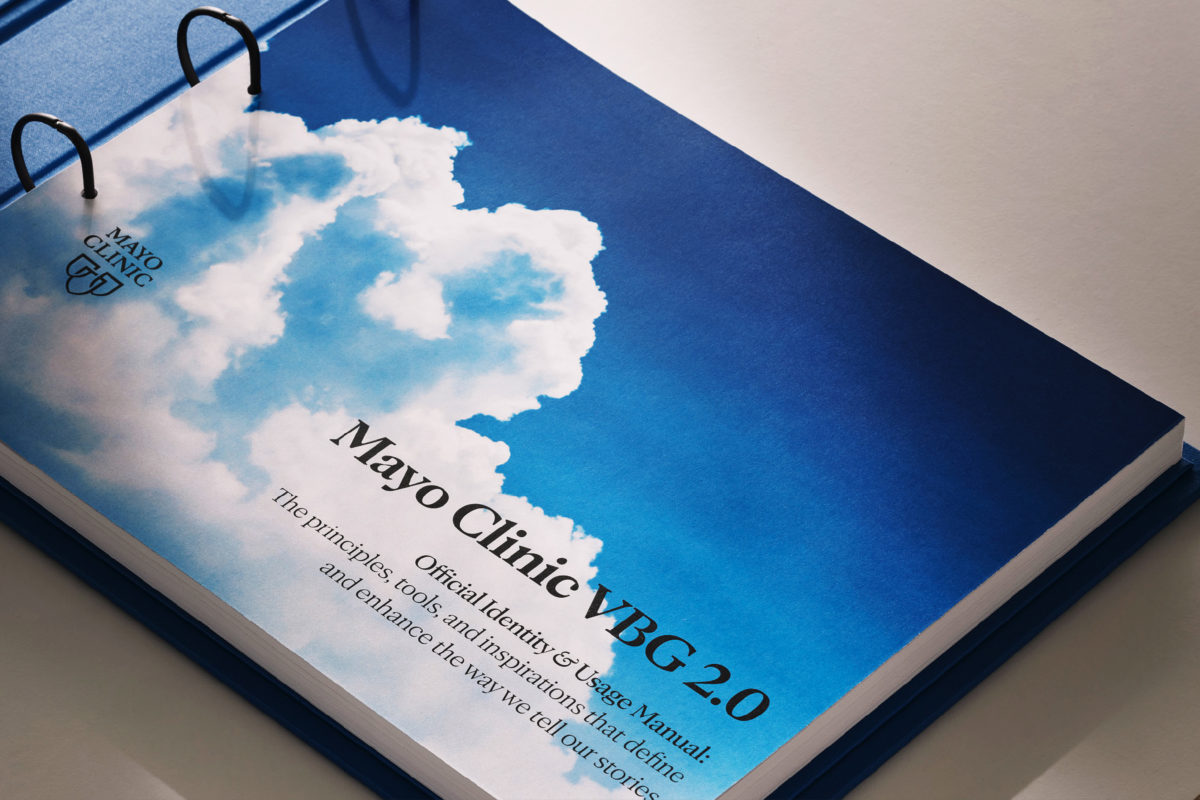 MAYO
CLINIC
Mayo Clinic VBG 2.0
Official Identity & Usage Manual:
The principles, tools, and inspirations that define
and enhance the way we tell our stories.